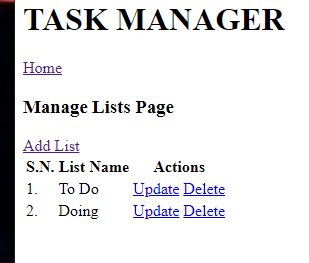 TASK MANAGER
Home
Manage Lists Page
Add List
S.N. List Name Actions
1. To Do Update Delete
2. Doing Update Delete